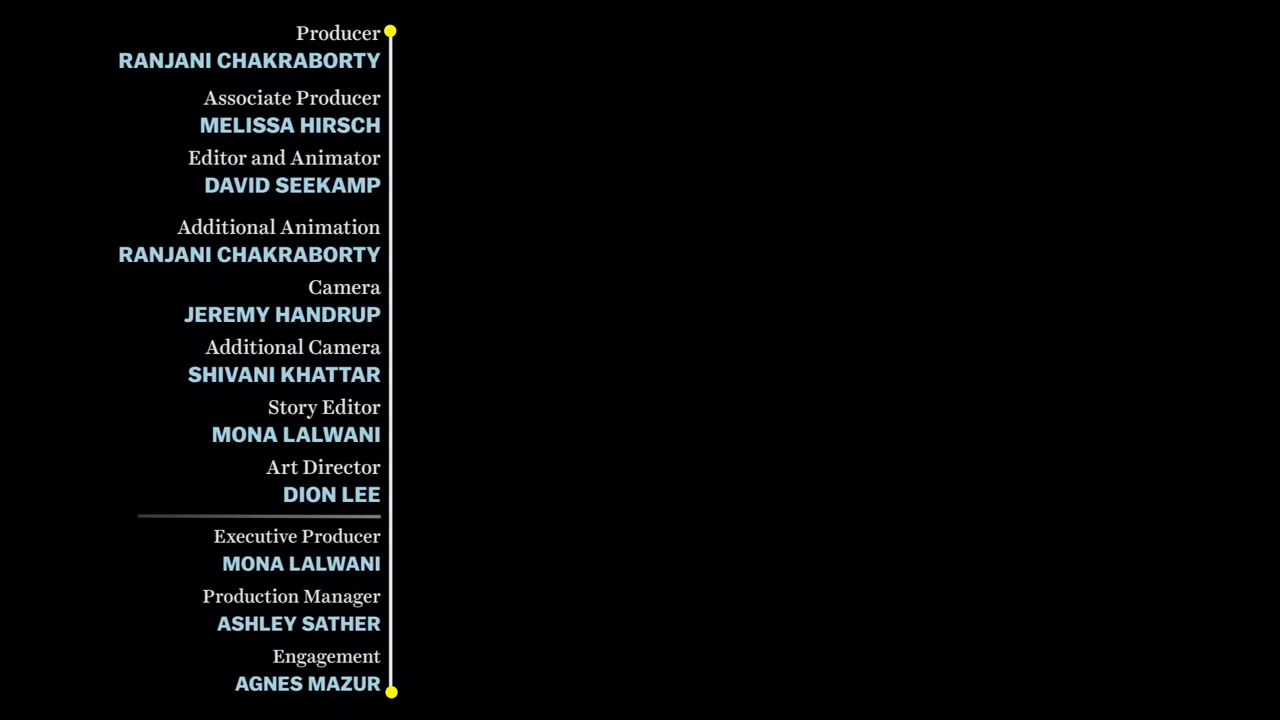 Producer
RANJANI CHAKRABORTY
Associate Producer
MELISSA HIRSCH
Editor and Animator
DAVID SEEKAMP
Additional Animation
RANJANI CHAKRABORTY
Camera
JEREMY HANDRUP
Additional Camera
SHIVANI KHATTAR
Story Editor
MONA LALWANI
Art Director
DION LEE
Executive Producer
MONA LALWANI
Production Manager
ASHLEY SATHER
Engagement
AGNES MAZUR